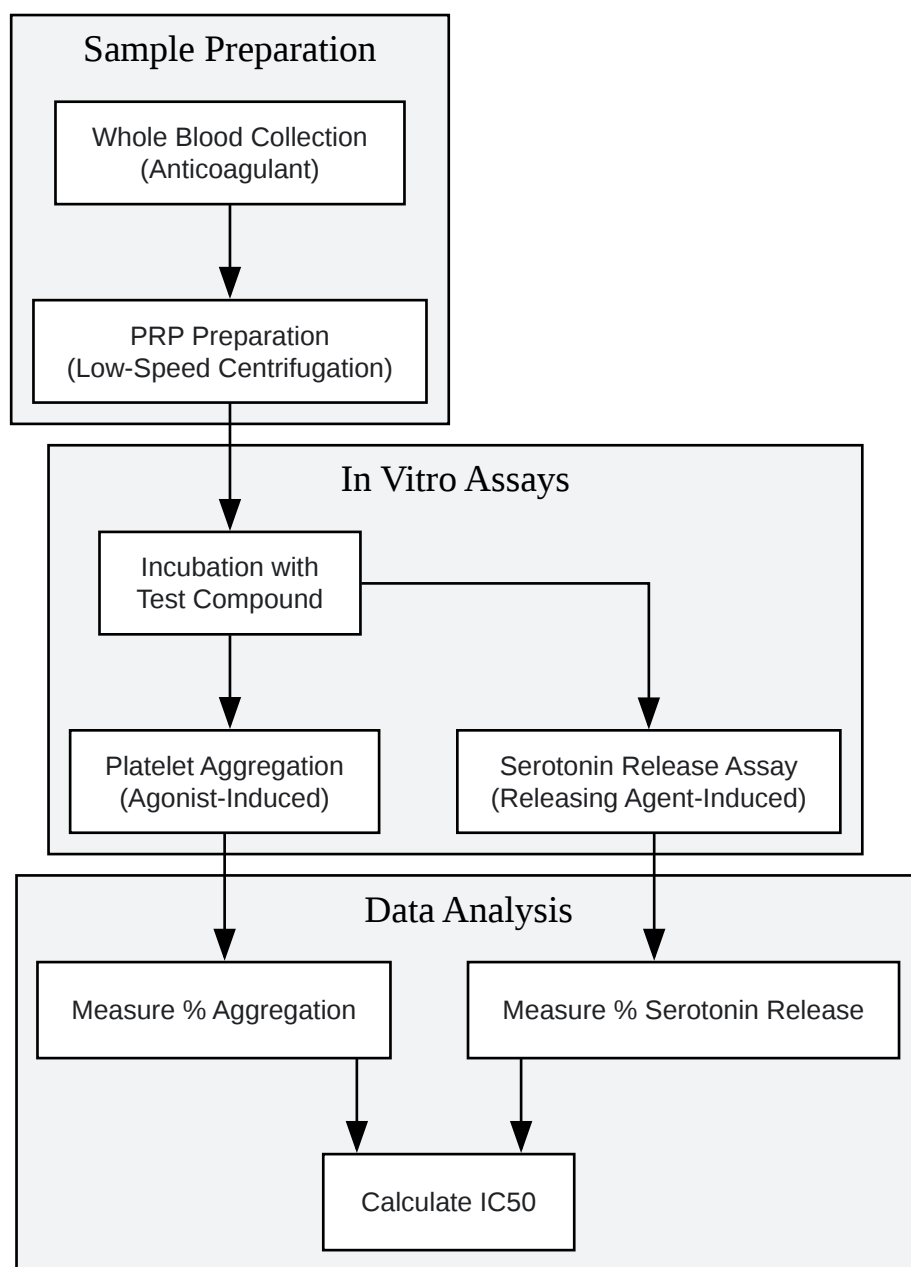 Sample Preparation
Whole Blood Collection
(Anticoagulant)
PRP Preparation
(Low-Speed Centrifugation)
In Vitro Assays
Incubation with
Test Compound
Platelet Aggregation
(Agonist-Induced)
Serotonin Release Assay
(Releasing Agent-Induced)
Data Analysis
Measure % Aggregation
Measure % Serotonin Release
Calculate IC50